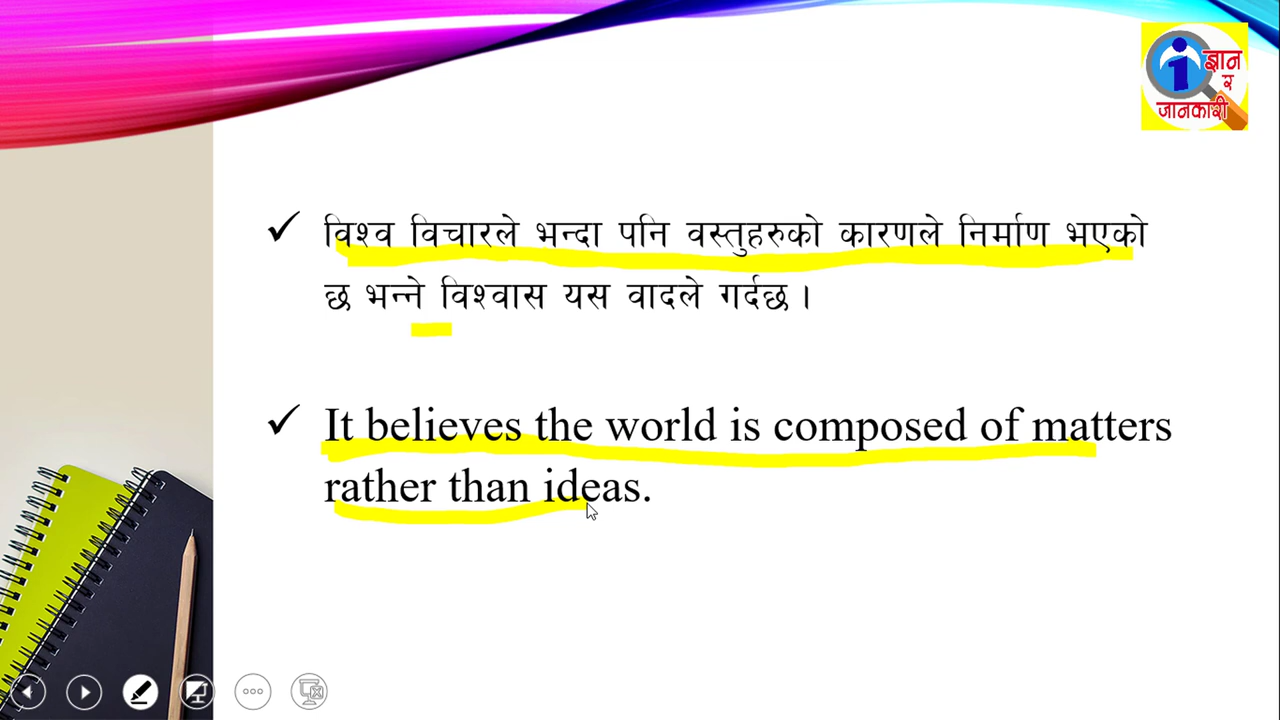 ज्ञान
र
जानकारी
✓ विश्व विचारले भन्दा पनि वस्तुहरुको कारणले निर्माण भएको
छ भन्ने विश्वास यस वादले गर्दछ ।
✓ It believes the world is composed of matters
rather than ideas.